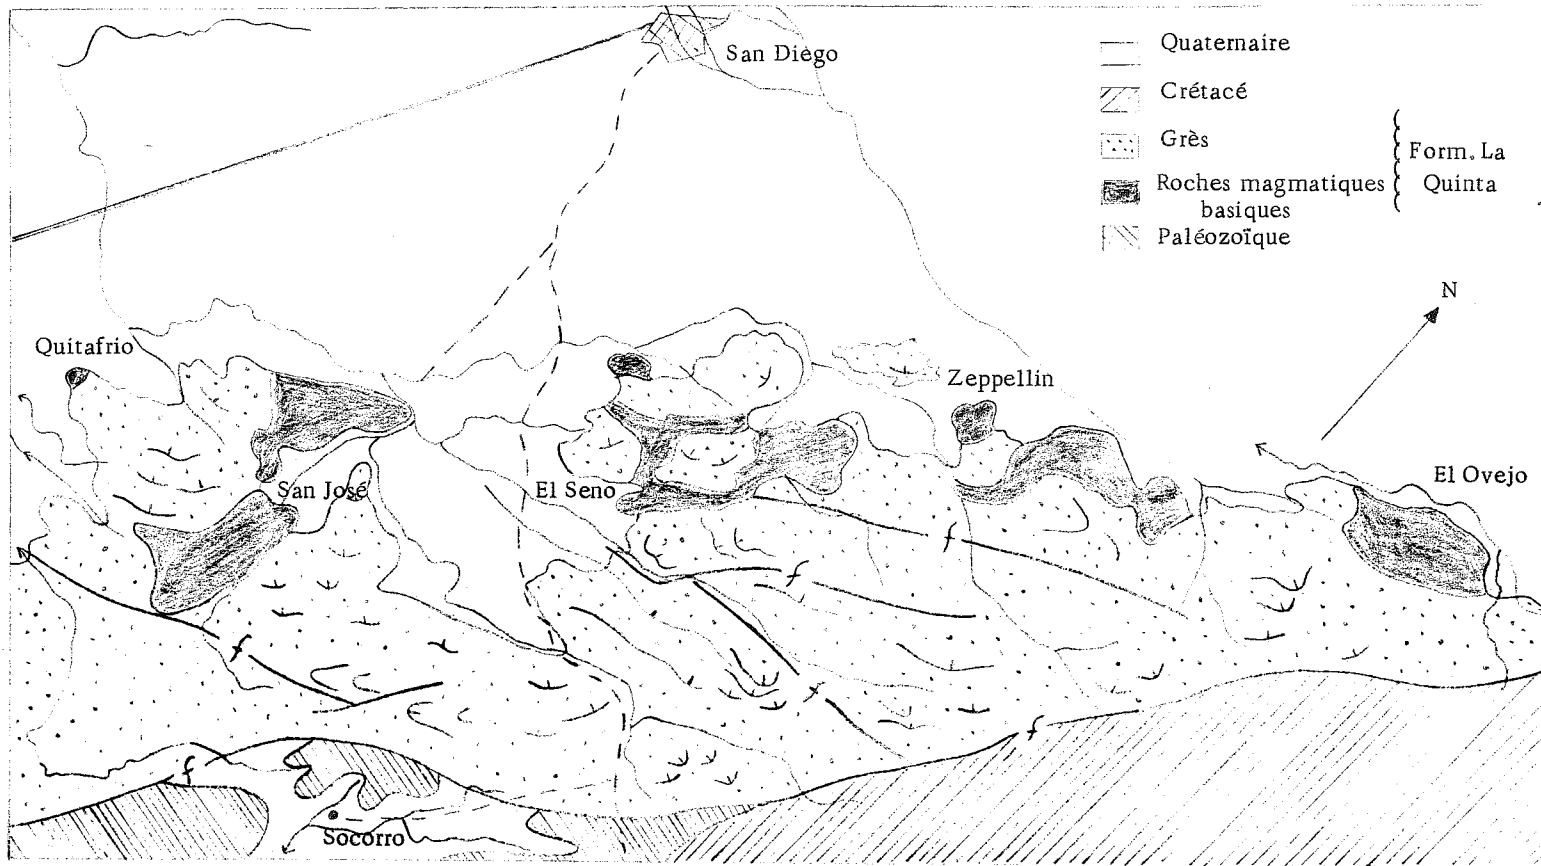 San Diégo
Quaternaire
Crétacé
Grès
Roches magmatiques
basiques
Paléozoïque
Form. La
Quinta
N
Quitafrio
Zeppellin
San José
El Seno
El Ovejo
f
f
f
f
f
f
Socorro